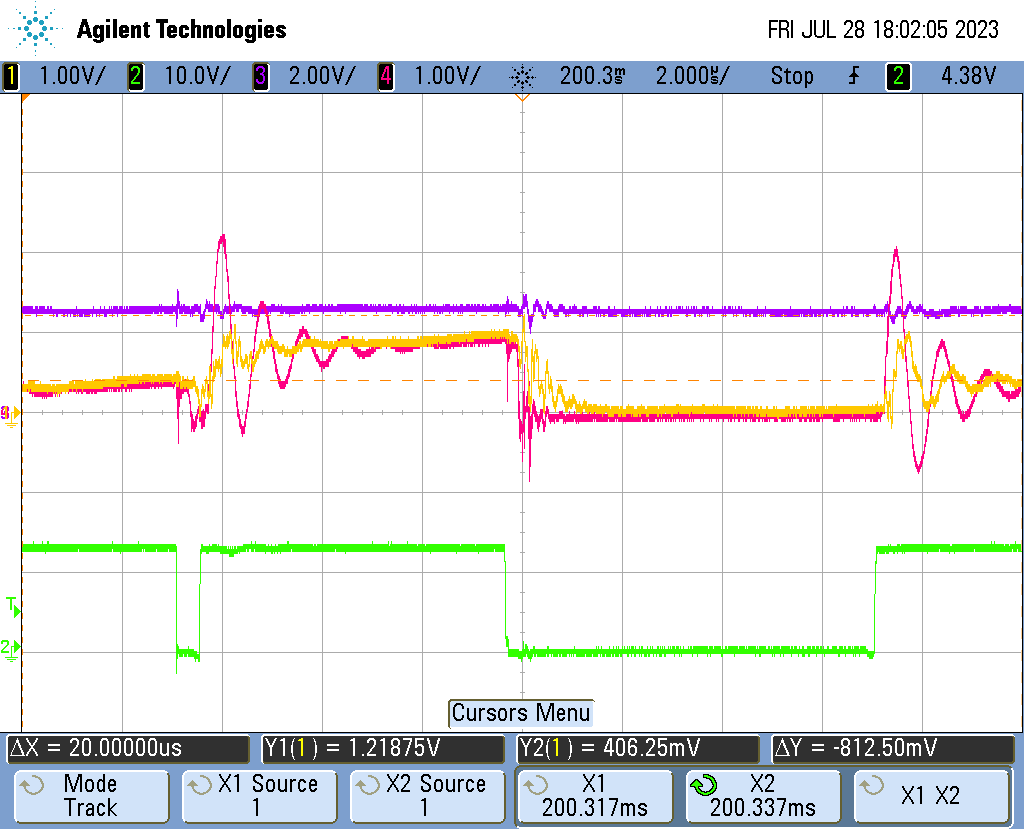 Agilent Technologies
FRI JUL 28 18:02:05 2023
1 1.00V/ 2 10.0V/ 3 2.00V/ 4 1.00V/ 200.3ms 2.000㎲/ Stop 2 4.38V
T
2
Cursors Menu
ΔX = 20.00000us Y1(1) = 1.21875V Y2(1) = 406.25mV ΔY = -812.50mV
Mode X1 Source X2 Source X1 X2 X1 X2
Track 1 1 200.317ms 200.337ms